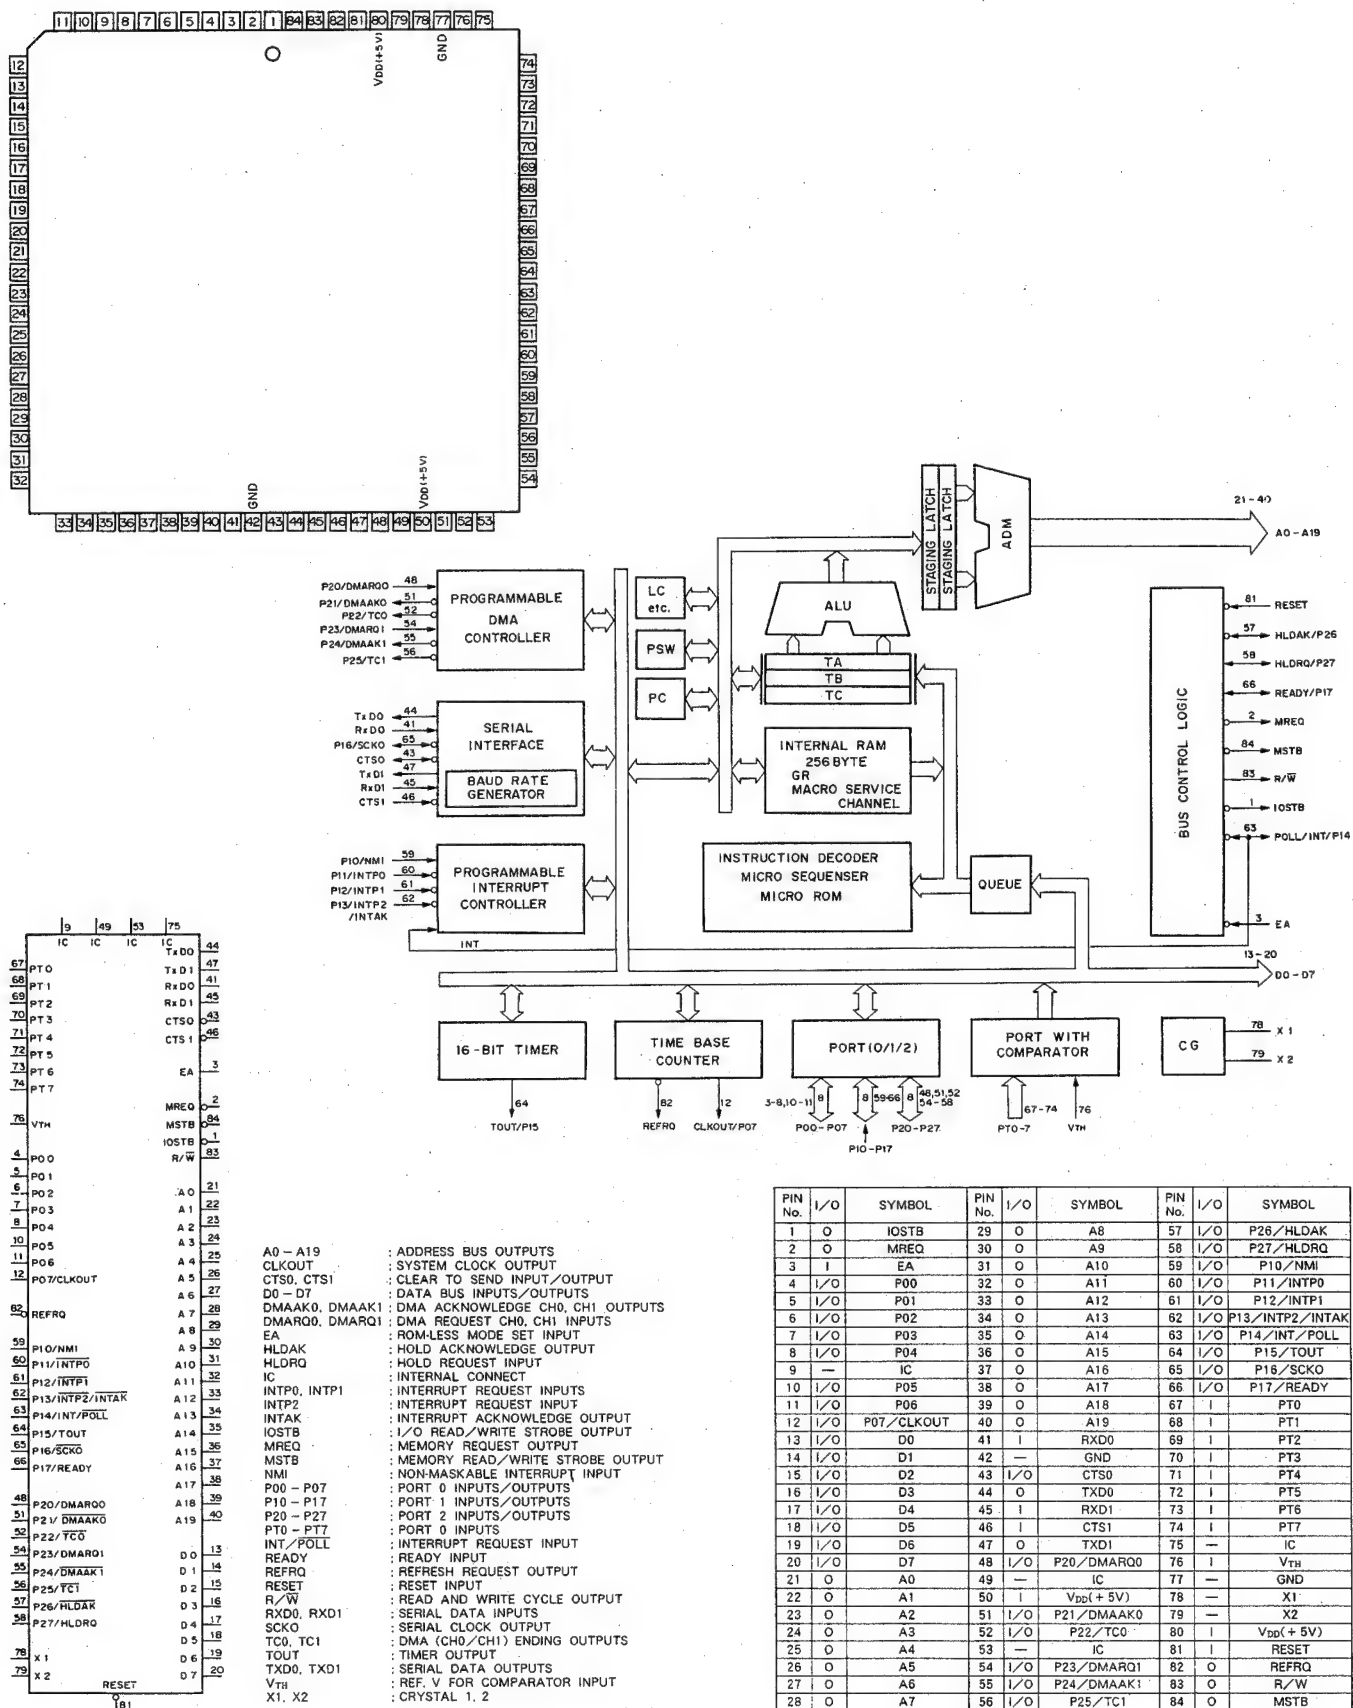 11 10 9 8 7 6 5 4 3 2 1 84 83 82 81 80 79 78 77 76 75
VDD(+5V)
GND
12 74
13 73
14 72
15 71
16 70
17 69
18 68
19 67
20 66
21 65
22 64
23 63
24 62
25 61
26 60
27 59
28 58
29 57
30 56
31 55
32 54
GND
VDD(+5V)
33 34 35 36 37 38 39 40 41 42 43 44 45 46 47 48 49 50 51 52 53
P20/DMARQ0 48
P21/DMAAK0 51
P22/TC0 52
P23/DMARQ1 54
P24/DMAAK1 55
P25/TC1 56
PROGRAMMABLE
DMA
CONTROLLER
TxD0 44
RxD0 41
P16/SCK0 65
CTS0 43
TxD1 47
RxD1 45
CTS1 46
SERIAL
INTERFACE
BAUD RATE
GENERATOR
P10/NMI 59
P11/INTP0 60
P12/INTP1 61
P13/INTP2 62
/INTAK
PROGRAMMABLE
INTERRUPT
CONTROLLER
INT
LC
etc.
PSW
PC
ALU
TA
TB
TC
STAGING LATCH
STAGING LATCH
ADM
21-40
A0-A19
INTERNAL RAM
256BYTE
GR
MACRO SERVICE
CHANNEL
INSTRUCTION DECODER
MICRO SEQUENSER
MICRO ROM
QUEUE
BUS CONTROL LOGIC
81 RESET
57 HLDAK/P26
58 HLDRQ/P27
66 READY/P17
2 MREQ
84 MSTB
83 R/W̅
1 IOSTB
63 POLL/INT/P14
3 EA
13-20
D0-D7
16-BIT TIMER
64
TOUT/P15
TIME BASE
COUNTER
82
REFRQ
12
CLKOUT/P07
PORT(0/1/2)
3-8,10-11 8
P00-P07
8 59-66
P10-P17
8 48,51,52
54-58
P20-P27
PORT WITH
COMPARATOR
67-74
PT0-7
76
VTH
CG
78 X1
79 X2
9 49 53 75
IC IC IC IC
67 PT0
68 PT1
69 PT2
70 PT3
71 PT4
72 PT5
73 PT6
74 PT7
76 VTH
4 P00
5 P01
6 P02
7 P03
8 P04
10 P05
11 P06
12 P07/CLKOUT
82 REFRQ
59 P10/NMI
60 P11/I̅N̅T̅P̅0̅
61 P12/I̅N̅T̅P̅1̅
62 P13/I̅N̅T̅P̅2̅/I̅N̅T̅A̅K̅
63 P14/INT/P̅O̅L̅L̅
64 P15/TOUT
65 P16/S̅C̅K̅0̅
66 P17/READY
48 P20/DMARQ0
51 P21/D̅M̅A̅A̅K̅0̅
52 P22/T̅C̅0̅
54 P23/DMARQ1
55 P24/D̅M̅A̅A̅K̅1̅
56 P25/T̅C̅1̅
57 P26/H̅L̅D̅A̅K̅
58 P27/HLDRQ
78 X1
79 X2
RESET
81
TxD0 44
TxD1 47
RxD0 41
RxD1 45
CTS0 43
CTS1 46
EA 3
MREQ 2
MSTB 84
IOSTB 1
R/W̅ 83
A0 21
A1 22
A2 23
A3 24
A4 25
A5 26
A6 27
A7 28
A8 29
A9 30
A10 31
A11 32
A12 33
A13 34
A14 35
A15 36
A16 37
A17 38
A18 39
A19 40
D0 13
D1 14
D2 15
D3 16
D4 17
D5 18
D6 19
D7 20
A0-A19 : ADDRESS BUS OUTPUTS
CLKOUT : SYSTEM CLOCK OUTPUT
CTS0, CTS1 : CLEAR TO SEND INPUT/OUTPUT
D0-D7 : DATA BUS INPUTS/OUTPUTS
DMAAK0, DMAAK1 : DMA ACKNOWLEDGE CH0, CH1 OUTPUTS
DMARQ0, DMARQ1 : DMA REQUEST CH0, CH1 INPUTS
EA : ROM-LESS MODE SET INPUT
HLDAK : HOLD ACKNOWLEDGE OUTPUT
HLDRQ : HOLD REQUEST INPUT
IC : INTERNAL CONNECT
INTP0, INTP1 : INTERRUPT REQUEST INPUTS
INTP2 : INTERRUPT REQUEST INPUT
INTAK : INTERRUPT ACKNOWLEDGE OUTPUT
IOSTB : I/O READ/WRITE STROBE OUTPUT
MREQ : MEMORY REQUEST OUTPUT
MSTB : MEMORY READ/WRITE STROBE OUTPUT
NMI : NON-MASKABLE INTERRUPT INPUT
P00-P07 : PORT 0 INPUTS/OUTPUTS
P10-P17 : PORT 1 INPUTS/OUTPUTS
P20-P27 : PORT 2 INPUTS/OUTPUTS
PT0-PT7 : PORT 0 INPUTS
INT/P̅O̅L̅L̅ : INTERRUPT REQUEST INPUT
READY : READY INPUT
REFRQ : REFRESH REQUEST OUTPUT
RESET : RESET INPUT
R/W̅ : READ AND WRITE CYCLE OUTPUT
RXD0, RXD1 : SERIAL DATA INPUTS
SCKO : SERIAL CLOCK OUTPUT
TC0, TC1 : DMA (CH0/CH1) ENDING OUTPUTS
TOUT : TIMER OUTPUT
TXD0, TXD1 : SERIAL DATA OUTPUTS
VTH : REF. V FOR COMPARATOR INPUT
X1, X2 : CRYSTAL 1, 2
PIN No. I/O SYMBOL PIN No. I/O SYMBOL PIN No. I/O SYMBOL
1 O IOSTB 29 O A8 57 I/O P26/HLDAK
2 O MREQ 30 O A9 58 I/O P27/HLDRQ
3 I EA 31 O A10 59 I/O P10/NMI
4 I/O P00 32 O A11 60 I/O P11/INTP0
5 I/O P01 33 O A12 61 I/O P12/INTP1
6 I/O P02 34 O A13 62 I/O P13/INTP2/INTAK
7 I/O P03 35 O A14 63 I/O P14/INT/POLL
8 I/O P04 36 O A15 64 I/O P15/TOUT
9 — IC 37 O A16 65 I/O P16/SCK0
10 I/O P05 38 O A17 66 I/O P17/READY
11 I/O P06 39 O A18 67 I PT0
12 I/O P07/CLKOUT 40 O A19 68 I PT1
13 I/O D0 41 I RXD0 69 I PT2
14 I/O D1 42 — GND 70 I PT3
15 I/O D2 43 I/O CTS0 71 I PT4
16 I/O D3 44 O TXD0 72 I PT5
17 I/O D4 45 I RXD1 73 I PT6
18 I/O D5 46 I CTS1 74 I PT7
19 I/O D6 47 O TXD1 75 — IC
20 I/O D7 48 I/O P20/DMARQ0 76 I VTH
21 O A0 49 — IC 77 — GND
22 O A1 50 I VDD(+5V) 78 — X1
23 O A2 51 I/O P21/DMAAK0 79 — X2
24 O A3 52 I/O P22/TC0 80 I VDD(+5V)
25 O A4 53 — IC 81 I RESET
26 O A5 54 I/O P23/DMARQ1 82 O REFRQ
27 O A6 55 I/O P24/DMAAK1 83 O R/W
28 O A7 56 I/O P25/TC1 84 O MSTB